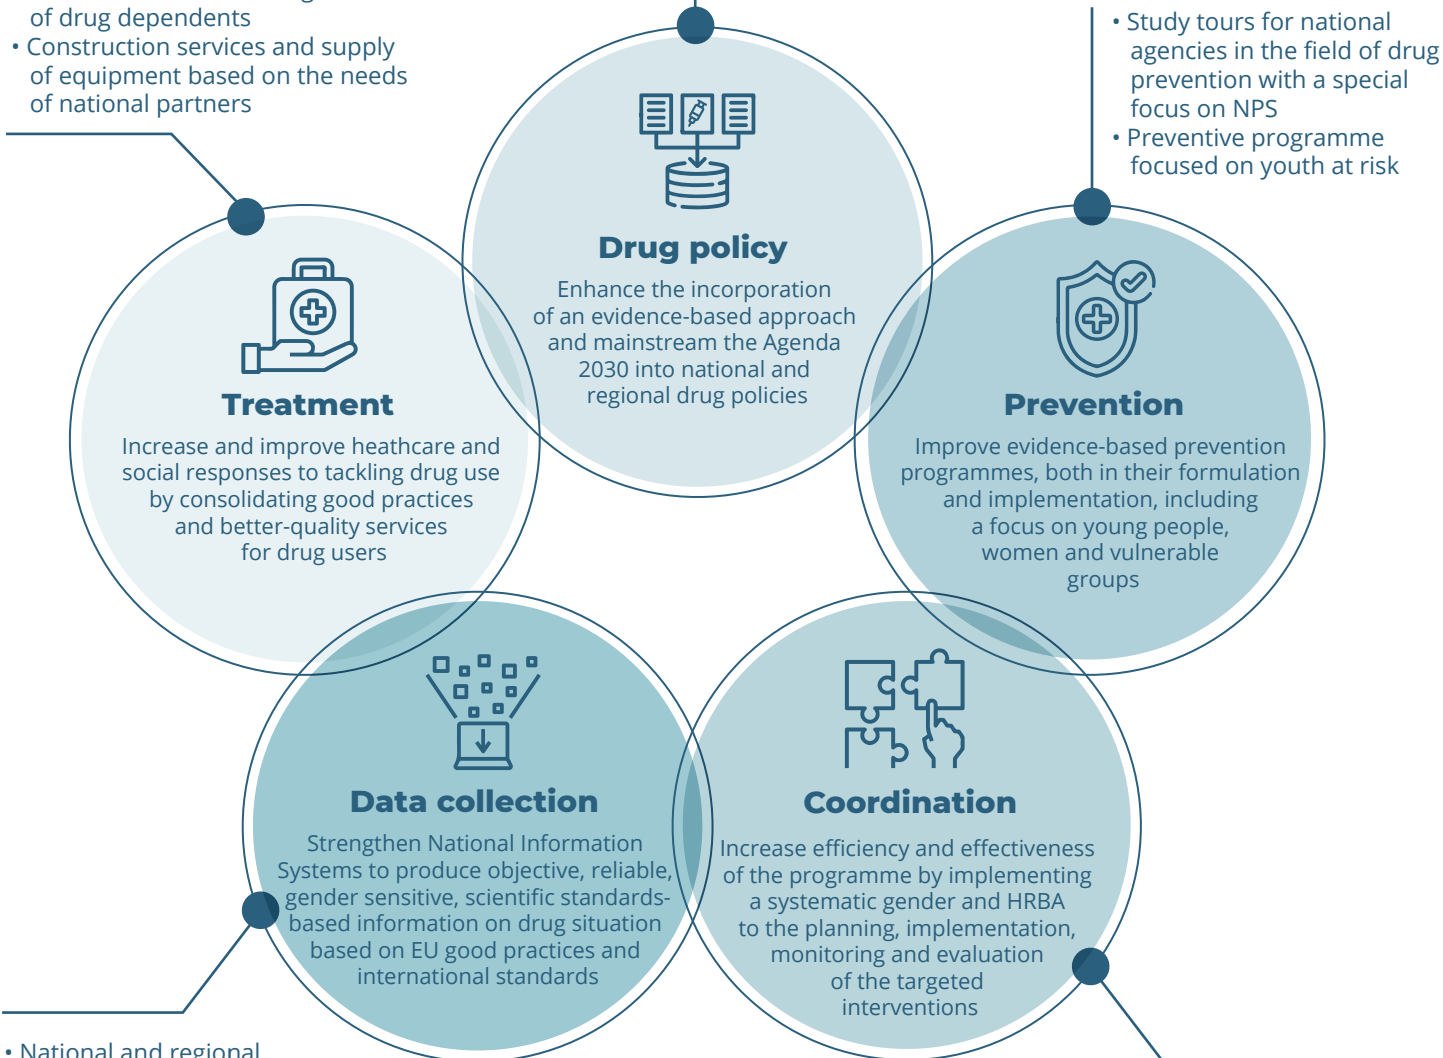 of drug dependents
• Construction services and supply
of equipment based on the needs
of national partners
• Study tours for national
agencies in the field of drug
prevention with a special
focus on NPS
• Preventive programme
focused on youth at risk
Drug policy
Enhance the incorporation
of an evidence-based approach
and mainstream the Agenda
2030 into national and
regional drug policies
Treatment
Increase and improve heathcare and
social responses to tackling drug use
by consolidating good practices
and better-quality services
for drug users
Prevention
Improve evidence-based prevention
programmes, both in their formulation
and implementation, including
a focus on young people,
women and vulnerable
groups
Data collection
Strengthen National Information
Systems to produce objective, reliable,
gender sensitive, scientific standards-
based information on drug situation
based on EU good practices and
international standards
Coordination
Increase efficiency and effectiveness
of the programme by implementing
a systematic gender and HRBA
to the planning, implementation,
monitoring and evaluation
of the targeted
interventions
• National and regional